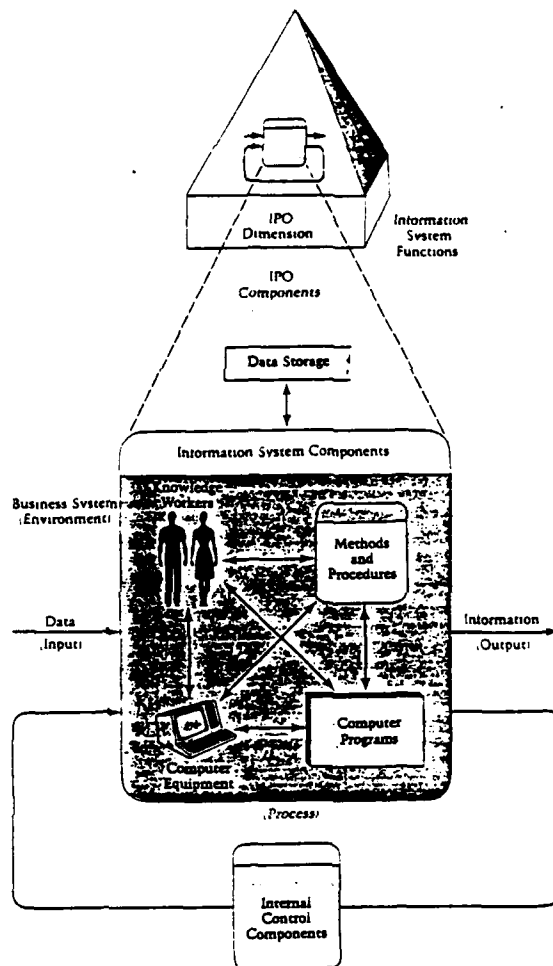 IPO
Dimension
Information
System
Functions
IPO
Components
Data Storage
Information System Components
Business System
(Environment)
Knowledge
Workers
Methods
and
Procedures
Data
(Input)
Information
(Output)
Computer
Equipment
Computer
Programs
(Process)
Internal
Control
Components